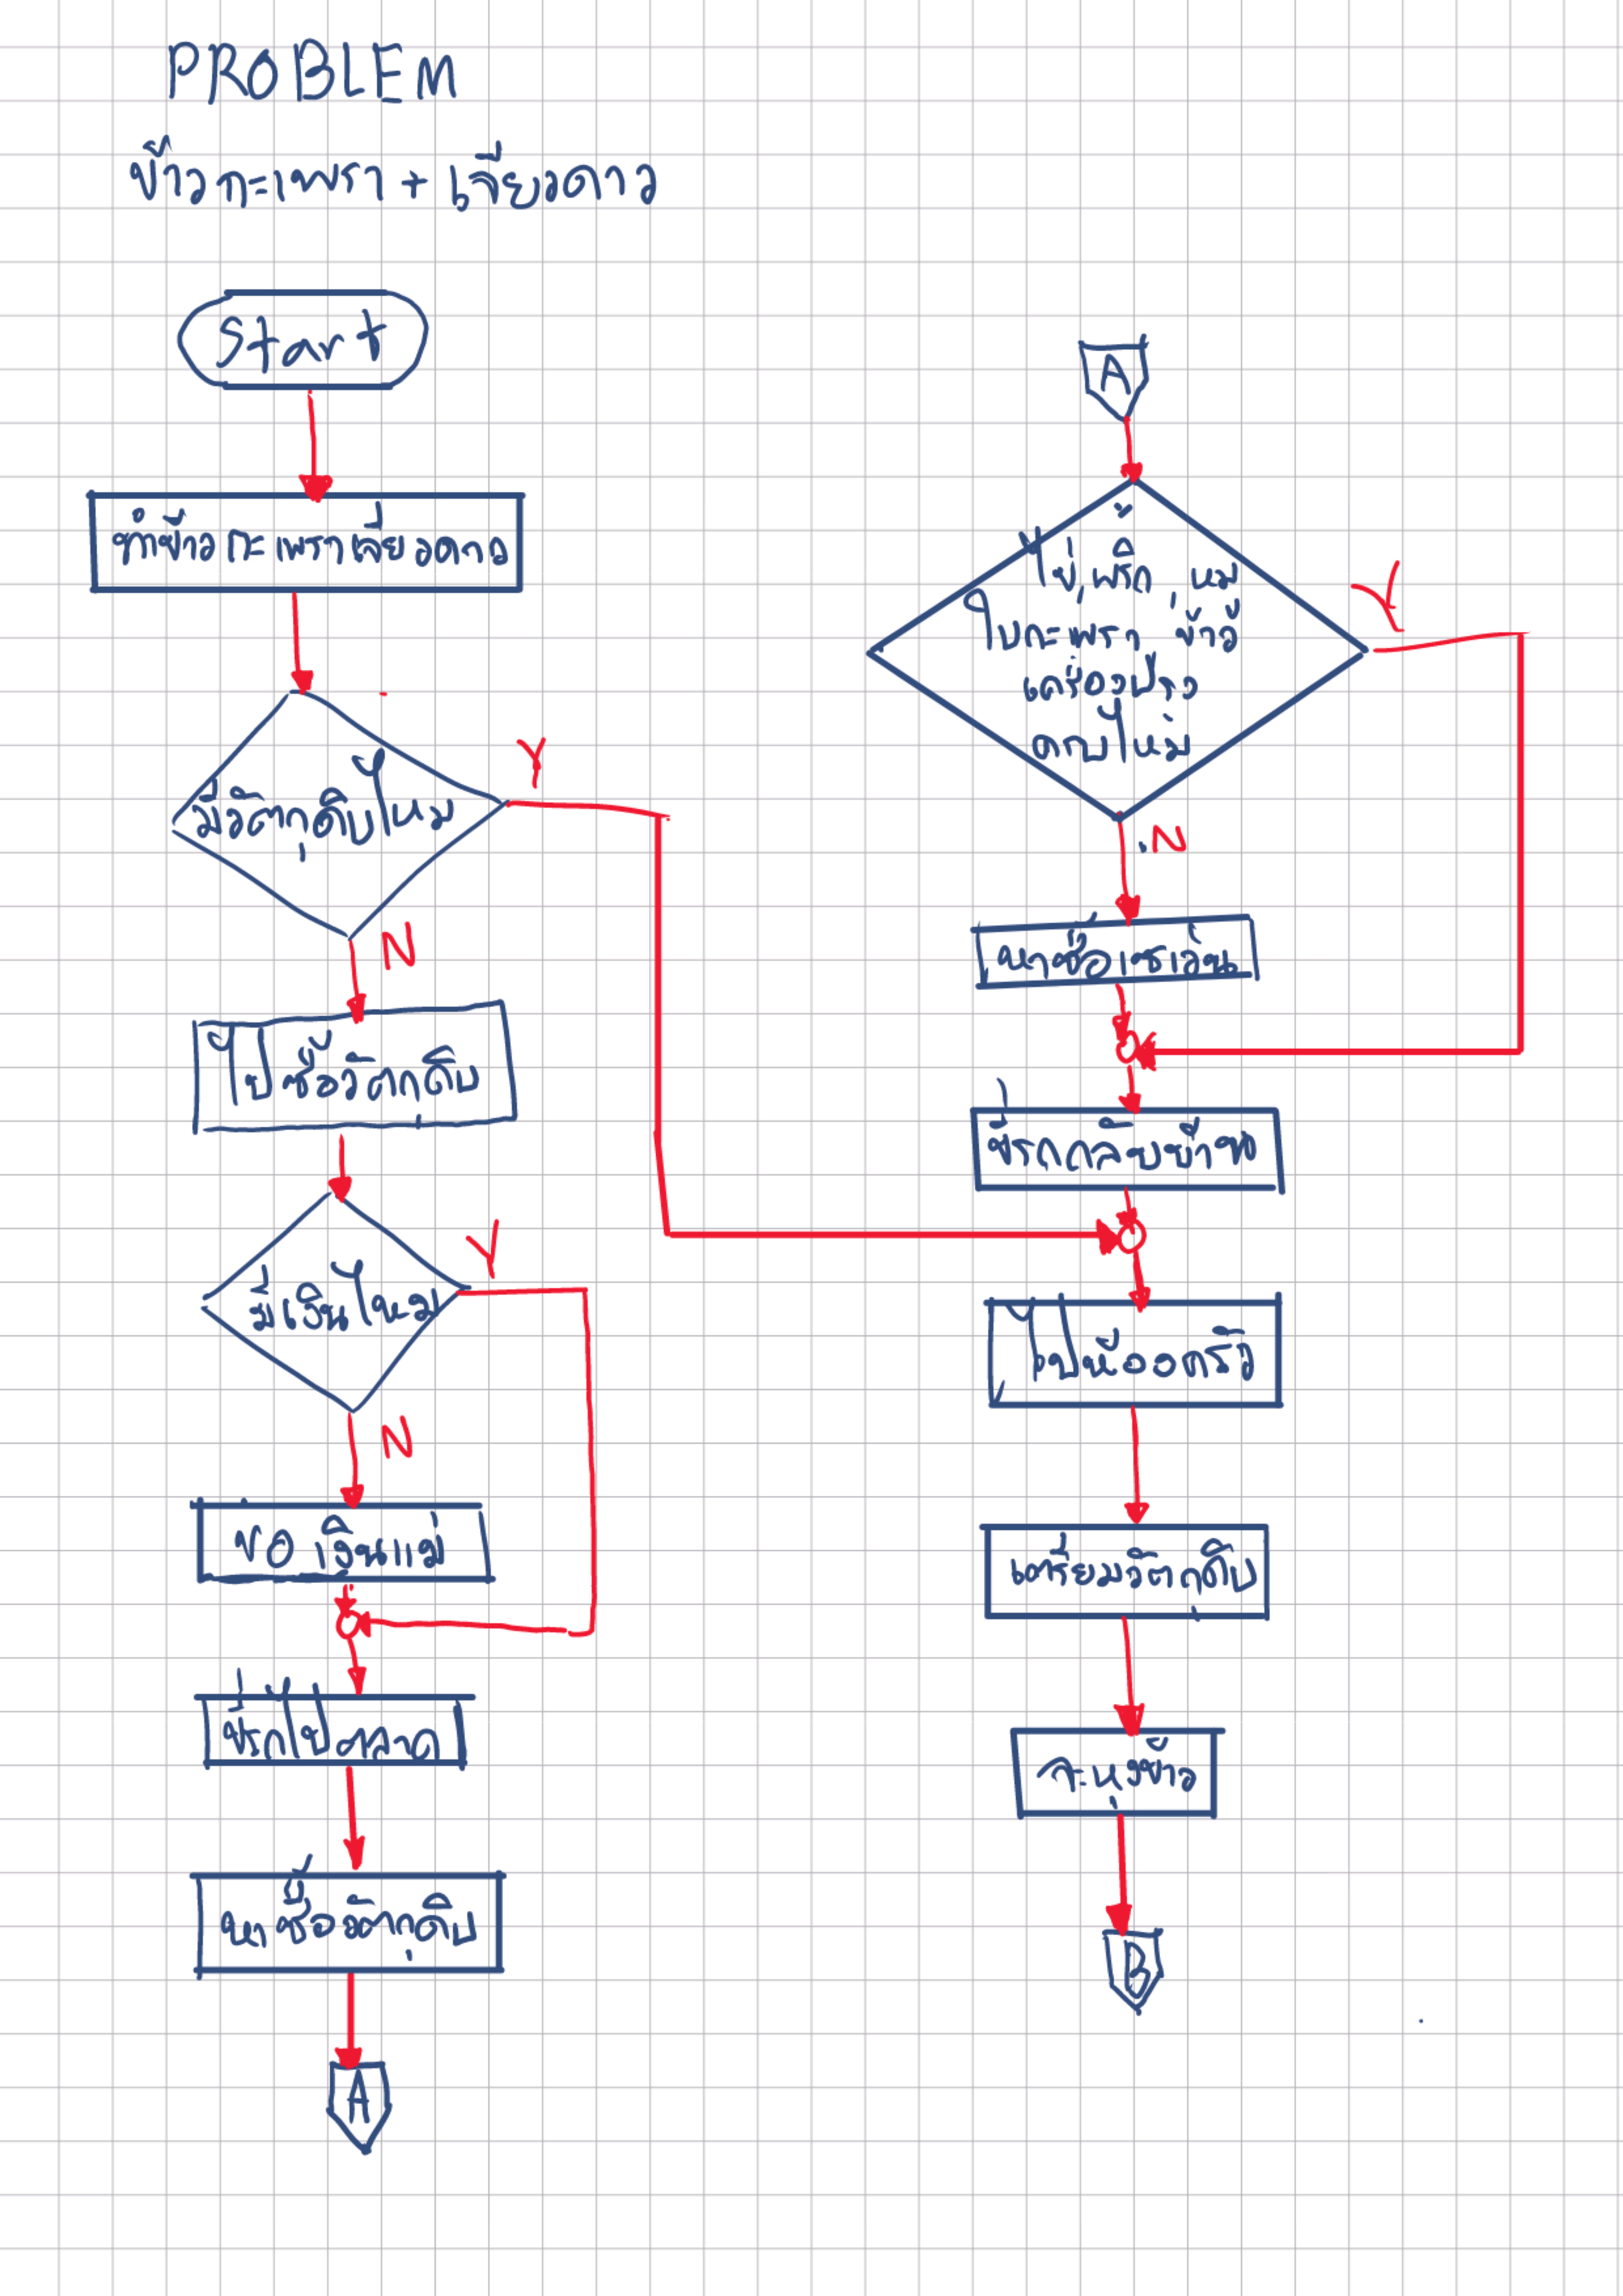 PROBLEM
ข้าวกะเพรา + เจียวดาว
Start
ทำข้าวกะเพราเจียวดาว
มีวัตถุดิบไหม
Y
N
ไปซื้อวัตถุดิบ
มีเงินไหม
Y
N
ขอเงินแม่
ขี่รถไปตลาด
หาซื้อวัตถุดิบ
A
A
ไข่,พริก,หมู
ใบกะเพรา ข้าว
เครื่องปรุง
ครบไหม
Y
N
หาซื้อเซเว่น
ขี่รถกลับบ้าน
ไปห้องครัว
เตรียมวัตถุดิบ
จะหุงข้าว
B